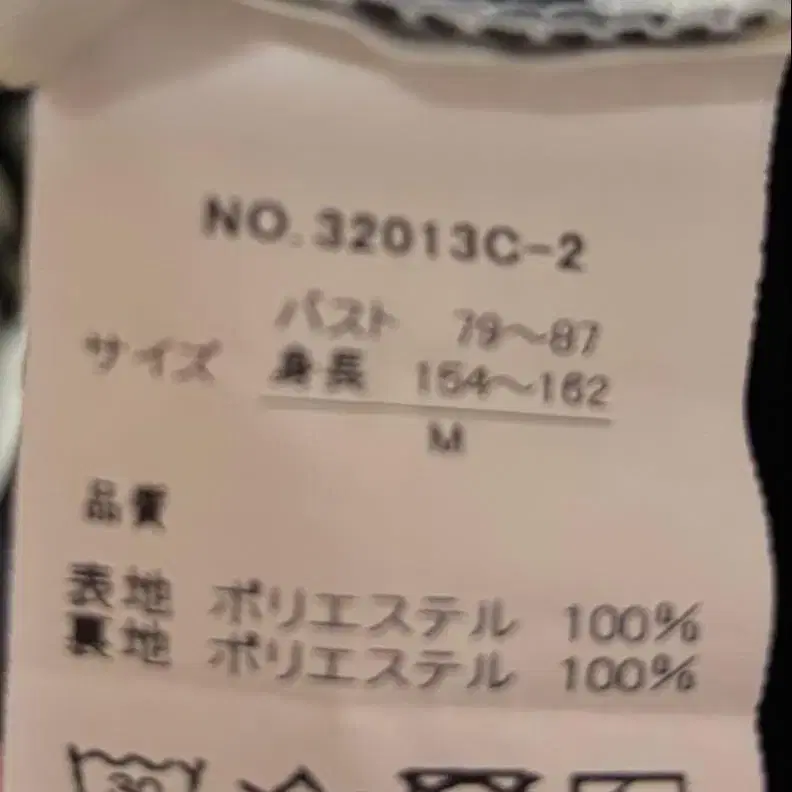 NO.32013C-2
バスト 79〜87
サイズ 身長 154〜162
M
品質
表地 ポリエステル 100%
裏地 ポリエステル 100%
30